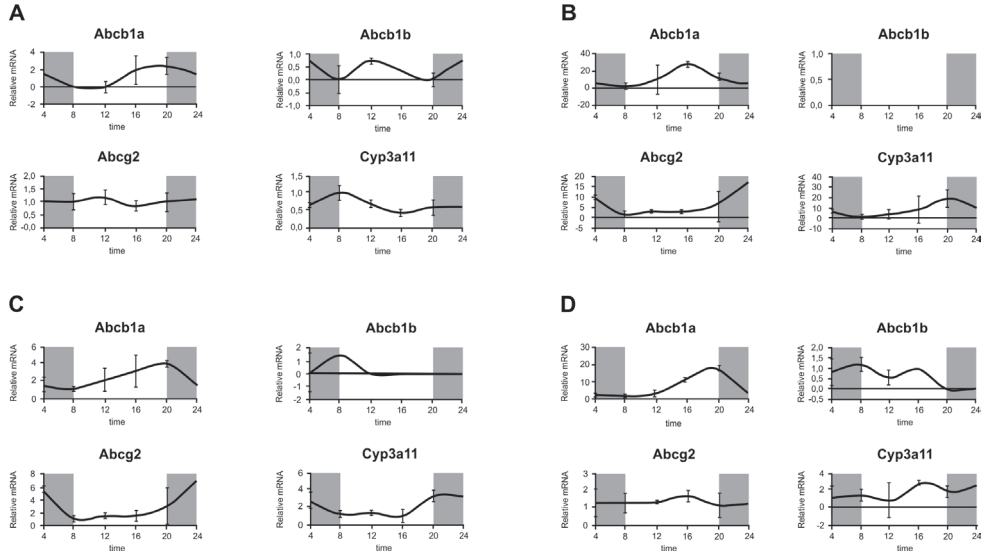 A
Abcb1a
Relative mRNA
4
2
0
-2
4 8 12 16 20 24
time
Abcb1b
Relative mRNA
1,0
0,5
0,0
0,5
-1,0
4 8 12 16 20 24
time
Abcg2
Relative mRNA
2,0
1,5
1,0
0,5
-0,0
4 8 12 16 20 24
time
Cyp3a11
Relative mRNA
1,5
1,0
0,5
0,0
4 8 12 16 20 24
time
B
Abcb1a
Relative mRNA
40
20
0
-20
4 8 12 16 20 24
time
Abcb1b
Relative mRNA
1,0
0,5
0,0
4 8 12 16 20 24
time
Abcg2
Relative mRNA
20
15
10
5
0
-5
4 8 12 16 20 24
time
Cyp3a11
Relative mRNA
40
30
20
10
0
-10
4 8 12 16 20 24
time
C
Abcb1a
Relative mRNA
6
4
2
0
4 8 12 16 20 24
time
Abcb1b
Relative mRNA
2
1
0
-1
-2
4 8 12 16 20 24
time
Abcg2
Relative mRNA
8
6
4
2
0
4 8 12 16 20 24
time
Cyp3a11
Relative mRNA
6
4
2
0
4 8 12 16 20 24
time
D
Abcb1a
Relative mRNA
30
20
10
0
4 8 12 16 20 24
time
Abcb1b
Relative mRNA
2,0
1,5
1,0
0,5
0,0
-0,5
4 8 12 16 20 24
time
Abcg2
Relative mRNA
3
2
1
0
4 8 12 16 20 24
time
Cyp3a11
Relative mRNA
4
2
0
-2
4 8 12 16 20 24
time